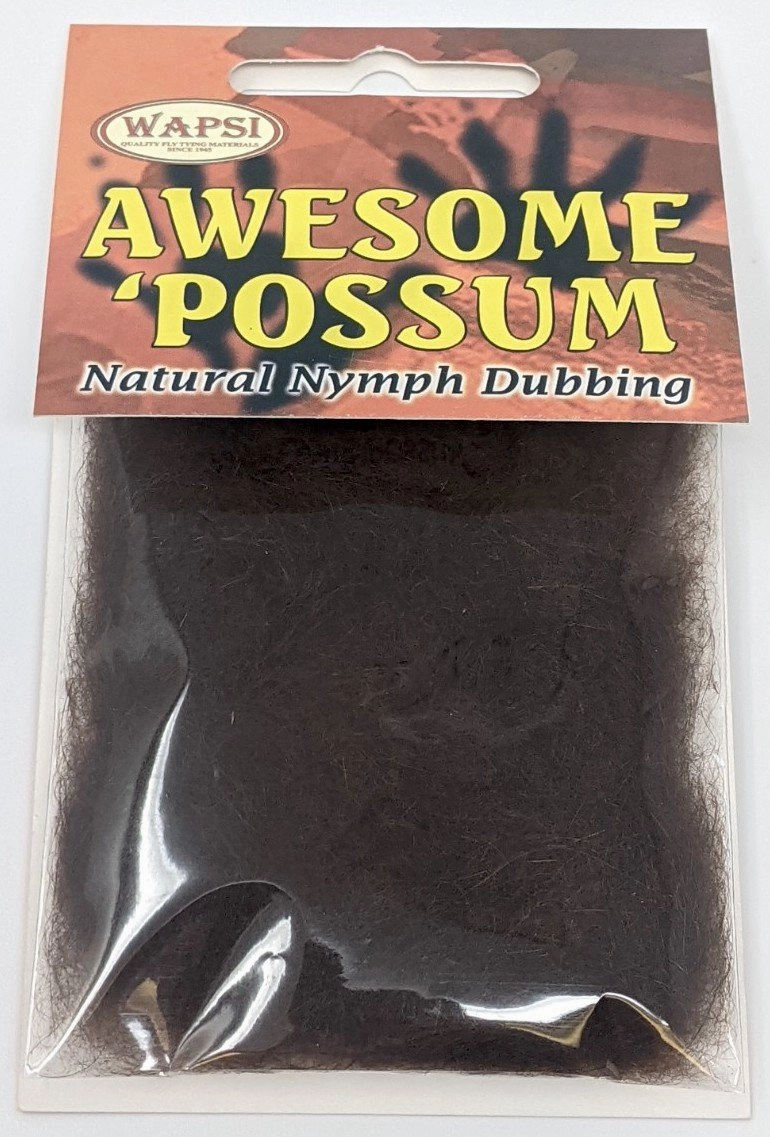 WAPSI
QUALITY FLY TYING MATERIALS
SINCE 1945
AWESOME
‘POSSUM
Natural Nymph Dubbing